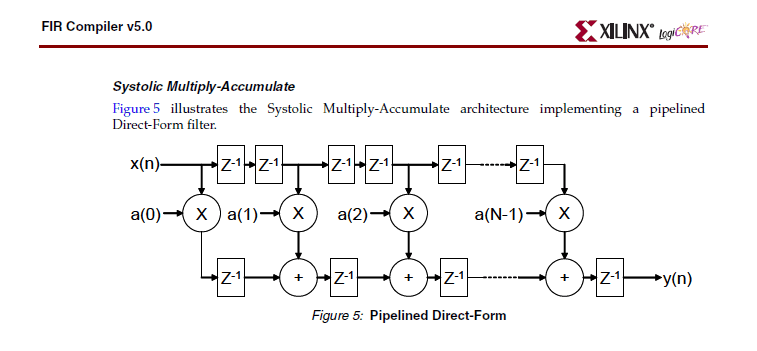 FIR Compiler v5.0
XILINX® LogiCORE
Systolic Multiply-Accumulate
Figure 5 illustrates the Systolic Multiply-Accumulate architecture implementing a pipelined
Direct-Form filter.
x(n) Z-1 Z-1 Z-1 Z-1 Z-1 Z-1
a(0) X a(1) X a(2) X a(N-1) X
Z-1 + Z-1 + Z-1 + Z-1 y(n)
Figure 5: Pipelined Direct-Form